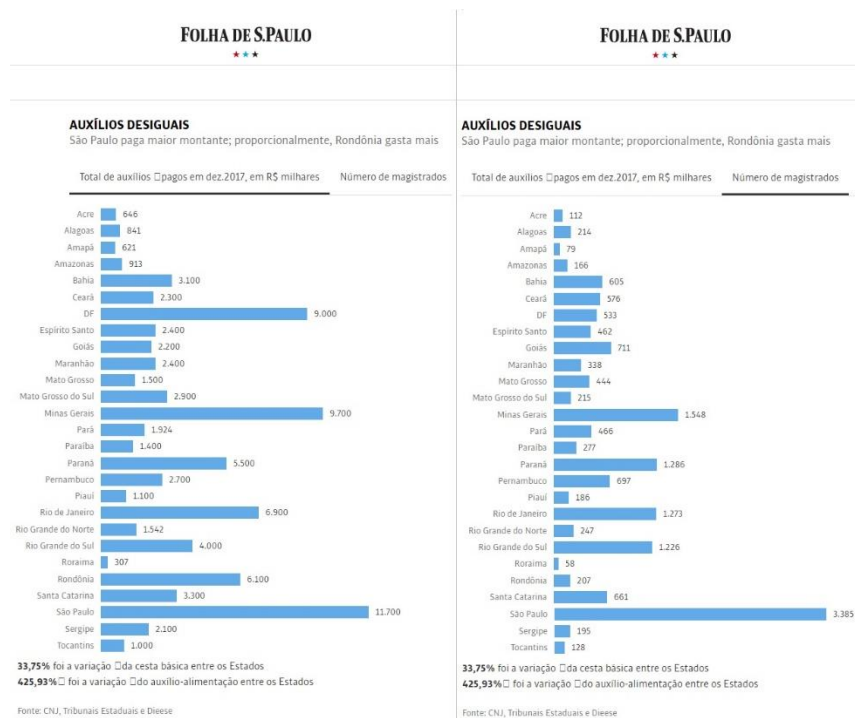 FOLHA DE S.PAULO
AUXÍLIOS DESIGUAIS
São Paulo paga maior montante; proporcionalmente, Rondônia gasta mais
Total de auxílios □pagos em dez.2017, em R$ milhares Número de magistrados
Acre 646
Alagoas 841
Amapá 621
Amazonas 913
Bahia 3.100
Ceará 2.300
DF 9.000
Espírito Santo 2.400
Goiás 2.200
Maranhão 2.400
Mato Grosso 1.500
Mato Grosso do Sul 2.900
Minas Gerais 9.700
Pará 1.924
Paraíba 1.400
Paraná 5.500
Pernambuco 2.700
Piauí 1.100
Rio de Janeiro 6.900
Rio Grande do Norte 1.542
Rio Grande do Sul 4.000
Roraima 307
Rondônia 6.100
Santa Catarina 3.300
São Paulo 11.700
Sergipe 2.100
Tocantins 1.000
33,75% foi a variação □da cesta básica entre os Estados
425,93%□ foi a variação □do auxílio-alimentação entre os Estados
Fonte: CNJ, Tribunais Estaduais e Dieese
FOLHA DE S.PAULO
AUXÍLIOS DESIGUAIS
São Paulo paga maior montante; proporcionalmente, Rondônia gasta mais
Total de auxílios □pagos em dez.2017, em R$ milhares Número de magistrados
Acre 112
Alagoas 214
Amapá 79
Amazonas 166
Bahia 605
Ceará 576
DF 533
Espírito Santo 462
Goiás 711
Maranhão 338
Mato Grosso 444
Mato Grosso do Sul 215
Minas Gerais 1.548
Pará 466
Paraíba 277
Paraná 1.286
Pernambuco 697
Piauí 186
Rio de Janeiro 1.273
Rio Grande do Norte 247
Rio Grande do Sul 1.226
Roraima 58
Rondônia 207
Santa Catarina 661
São Paulo 3.385
Sergipe 195
Tocantins 128
33,75% foi a variação □da cesta básica entre os Estados
425,93%□ foi a variação □do auxílio-alimentação entre os Estados
Fonte: CNJ, Tribunais Estaduais e Dieese